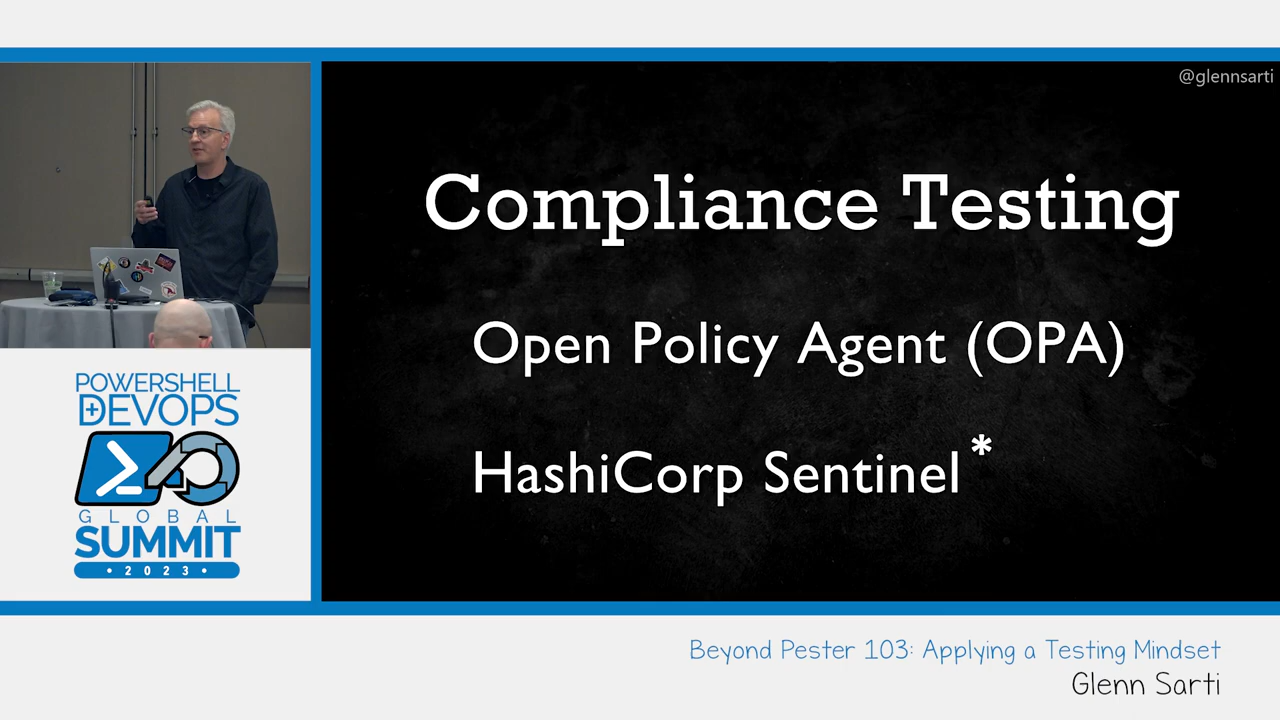 @glennsarti
Compliance Testing
Open Policy Agent (OPA)
HashiCorp Sentinel*
POWERSHELL
+DEVOPS
GLOBAL
SUMMIT
•2023•
Beyond Pester 103: Applying a Testing Mindset
Glenn Sarti